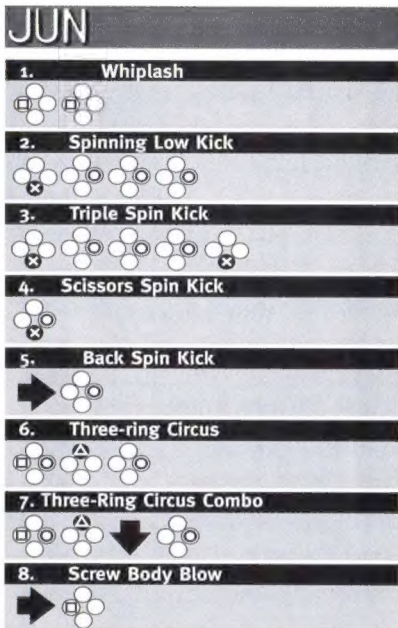 JUN
1. Whiplash
2. Spinning Low Kick
3. Triple Spin Kick
4. Scissors Spin Kick
5. Back Spin Kick
6. Three-ring Circus
7. Three-Ring Circus Combo
8. Screw Body Blow